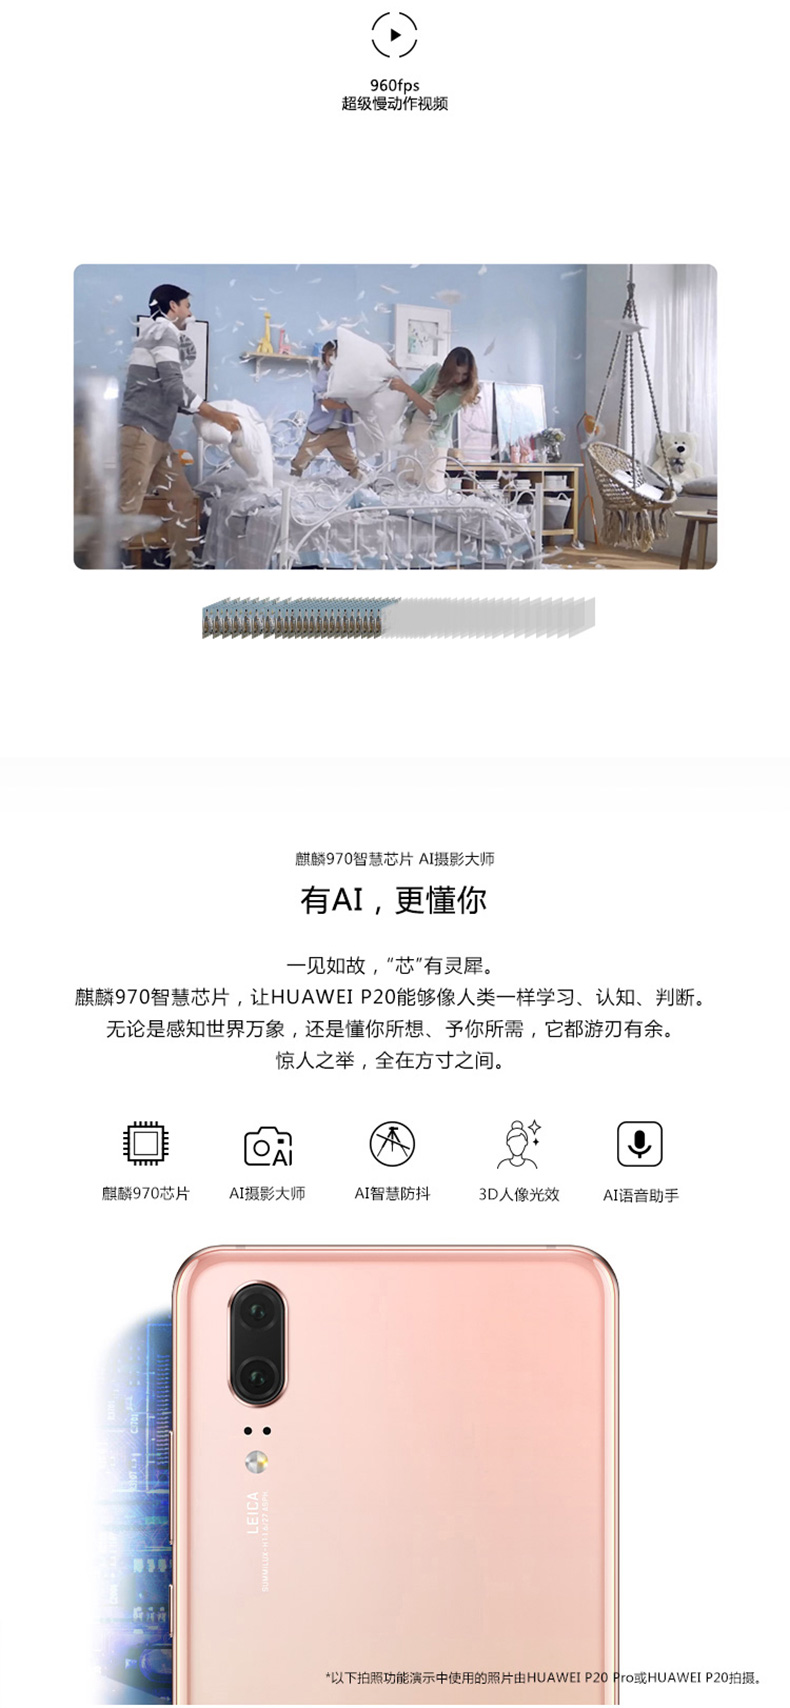 960fps
超级慢动作视频
麒麟970智慧芯片 AI摄影大师
有AI，更懂你
一见如故，“芯”有灵犀。
麒麟970智慧芯片，让HUAWEI P20能够像人类一样学习、认知、判断。
无论是感知世界万象，还是懂你所想、予你所需，它都游刃有余。
惊人之举，全在方寸之间。
AI
麒麟970芯片
AI摄影大师
AI智慧防抖
3D人像光效
AI语音助手
LEICA
*以下拍照功能演示中使用的照片由HUAWEI P20 Pro或HUAWEI P20拍摄。